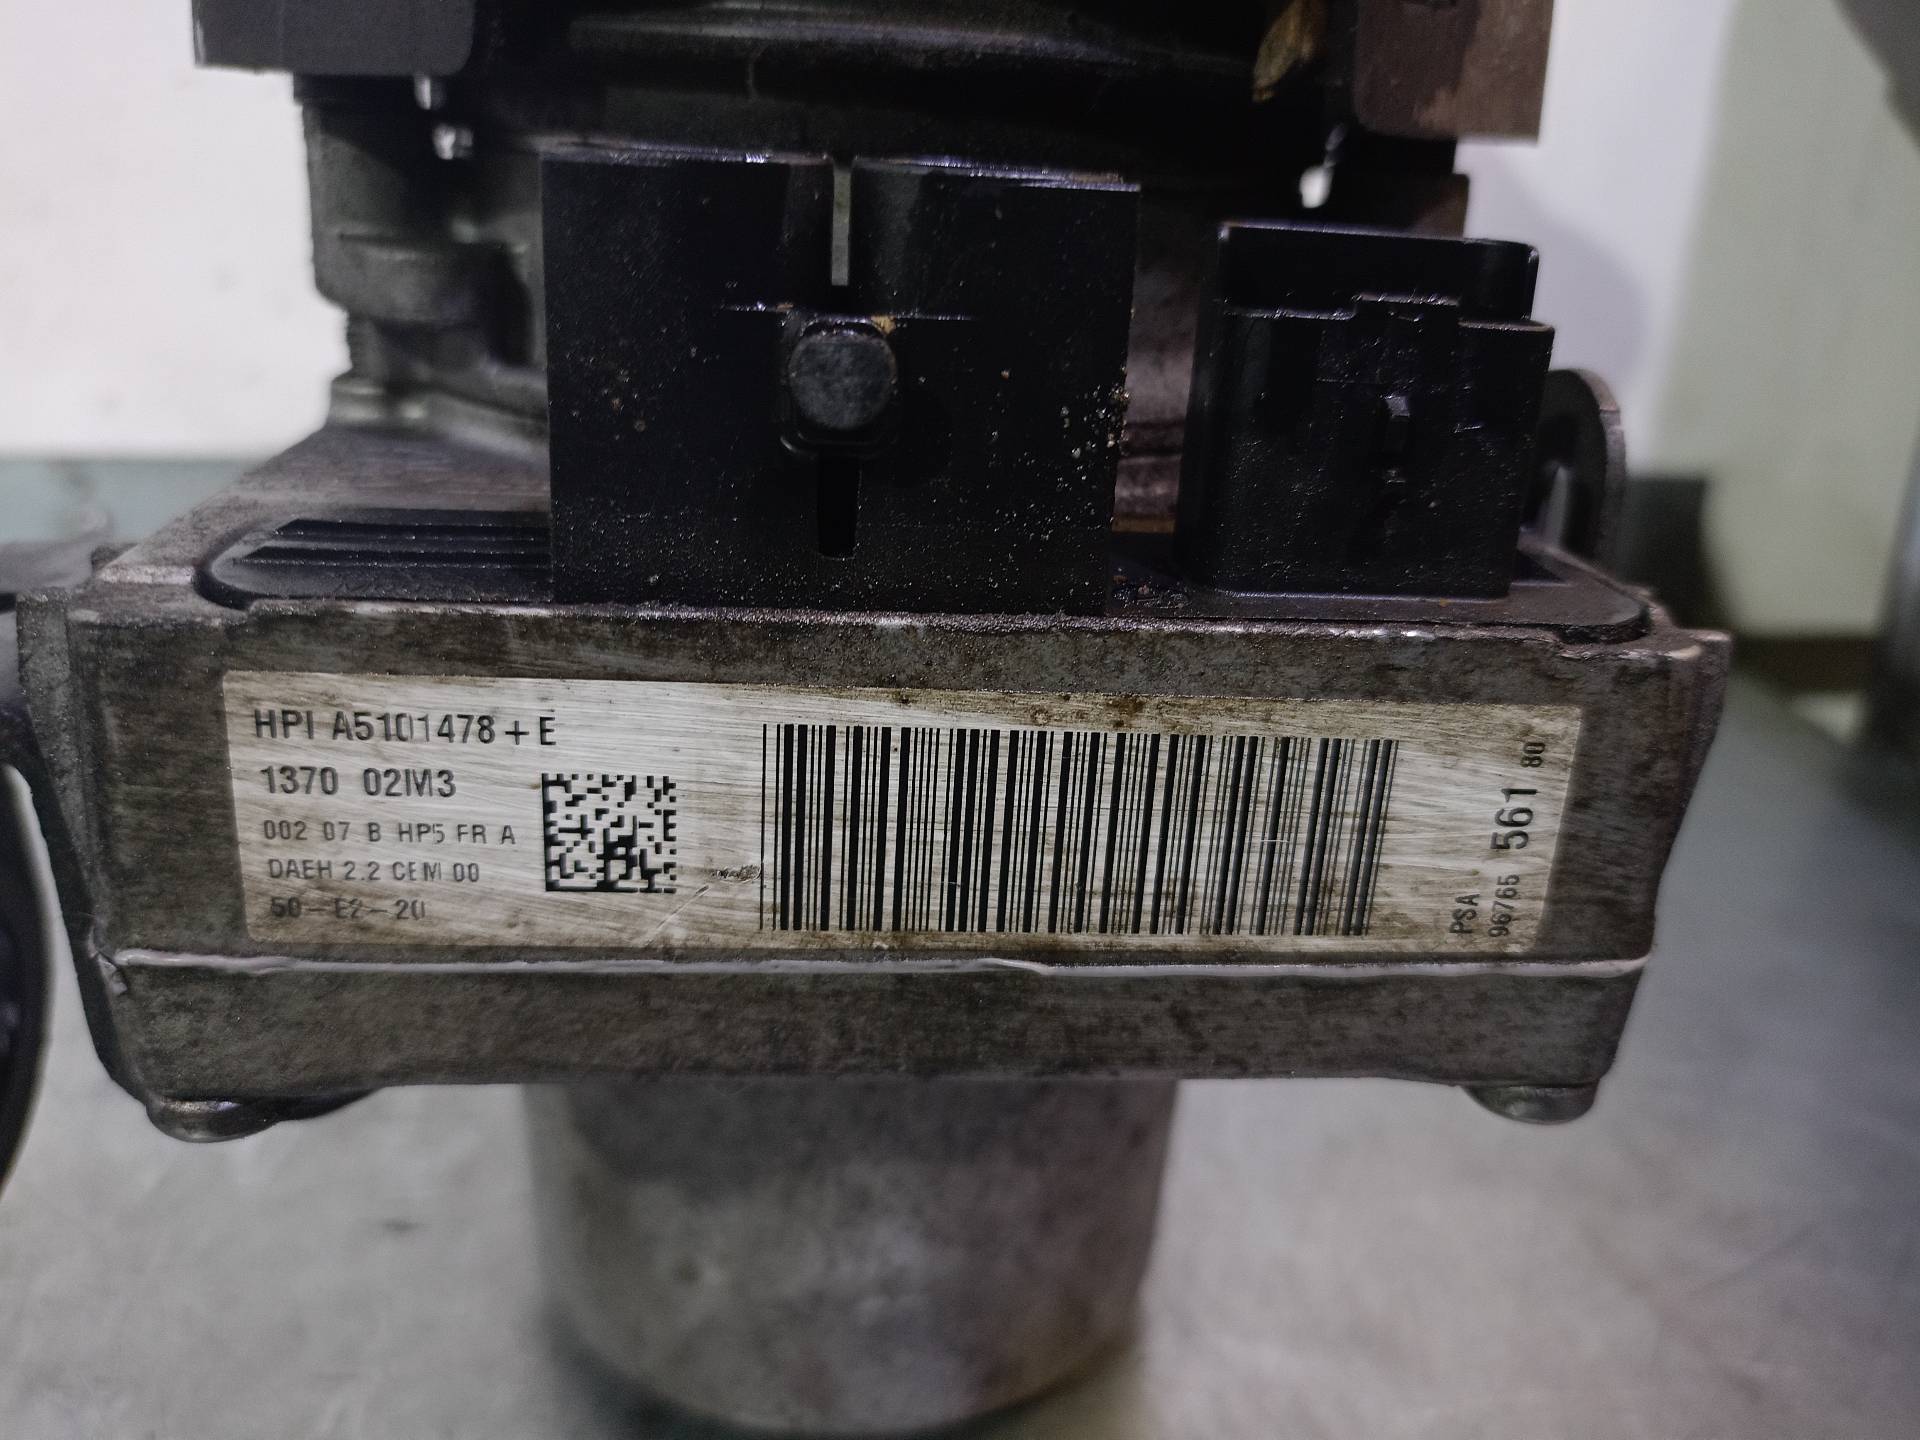 HPI A5101478+E
1370 02M3
002 07 B HP5 FR A
DAEH 2.2 CEM 00
50-E2-20
PSA
96765 561 80